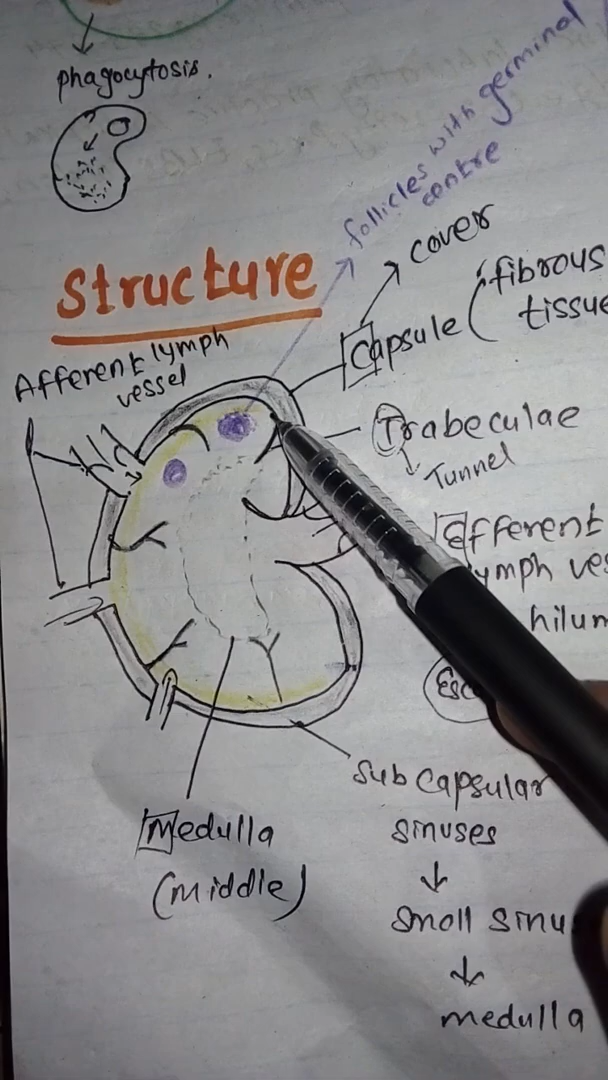 phagocytosis.
follicles with germinal
centre
cover
Structure
fibrous
tissue
Capsule
Afferent lymph
vessel
Trabeculae
Tunnel
Efferent
lymph ves
hilum
Esc
Sub capsular
sinuses
Medulla
(middle)
small sinu
medulla